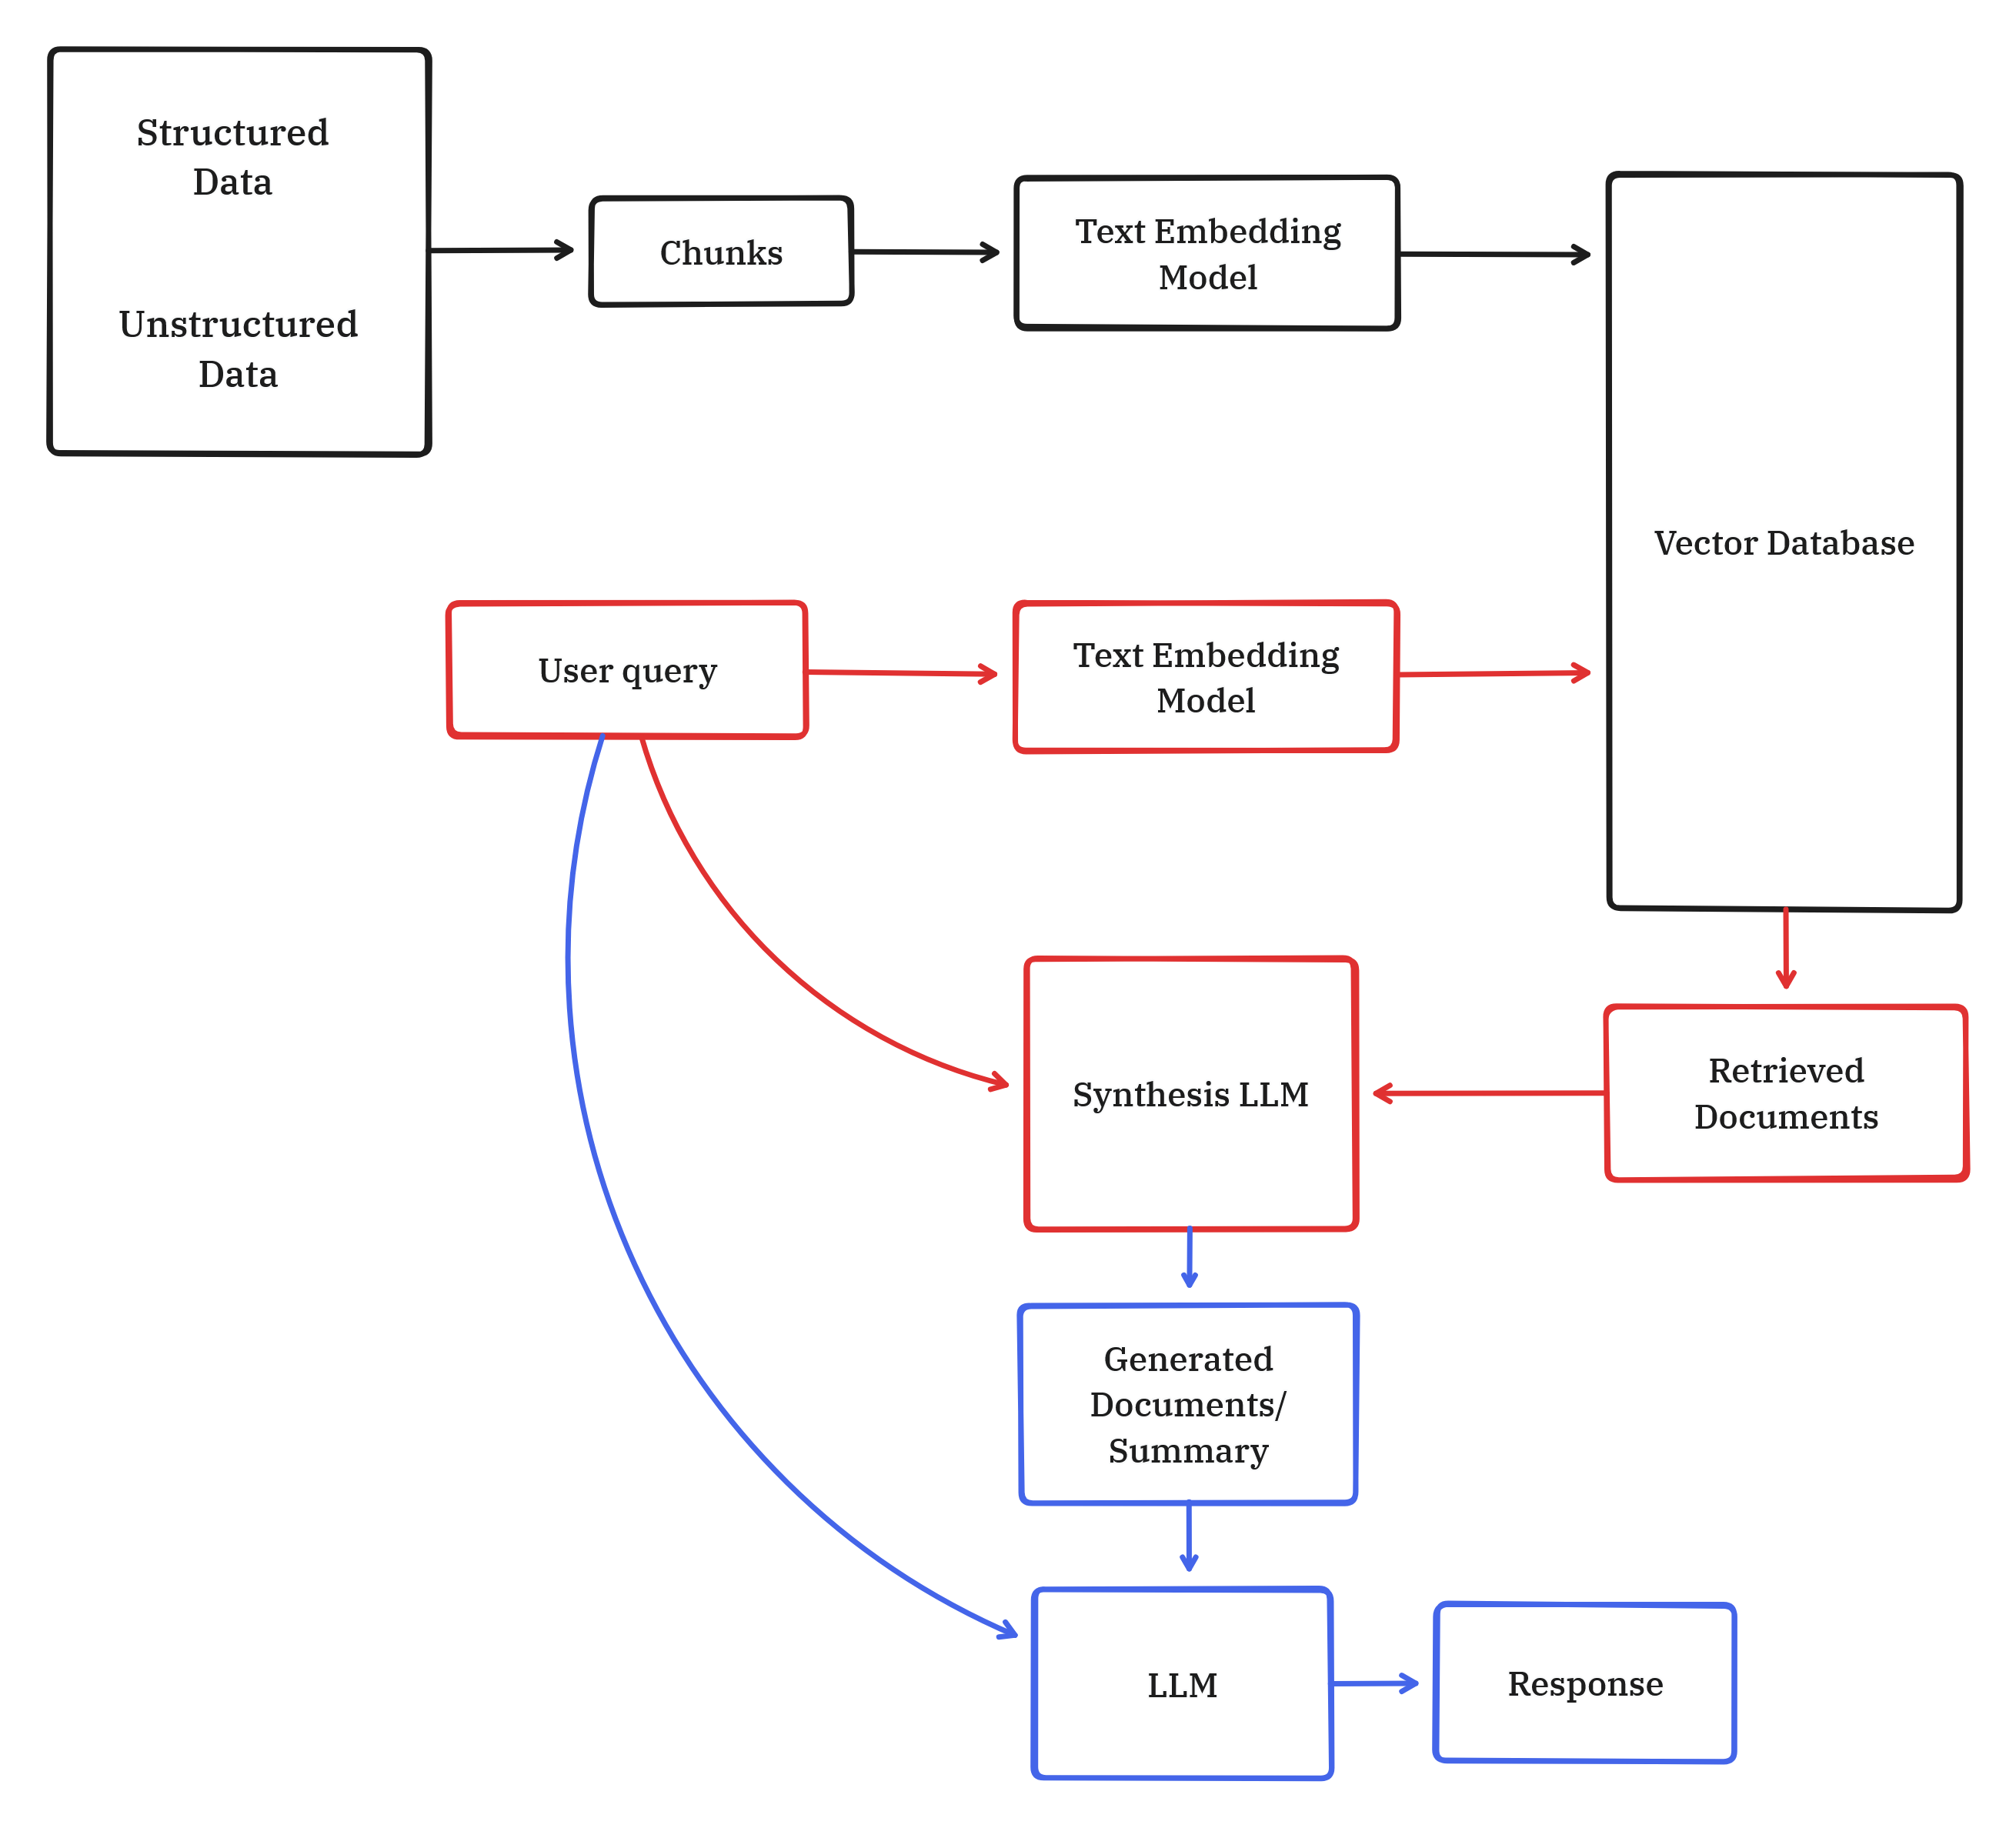 Structured
Data
Unstructured
Data
Chunks
Text Embedding
Model
Vector Database
User query
Text Embedding
Model
Synthesis LLM
Retrieved
Documents
Generated
Documents/
Summary
LLM
Response